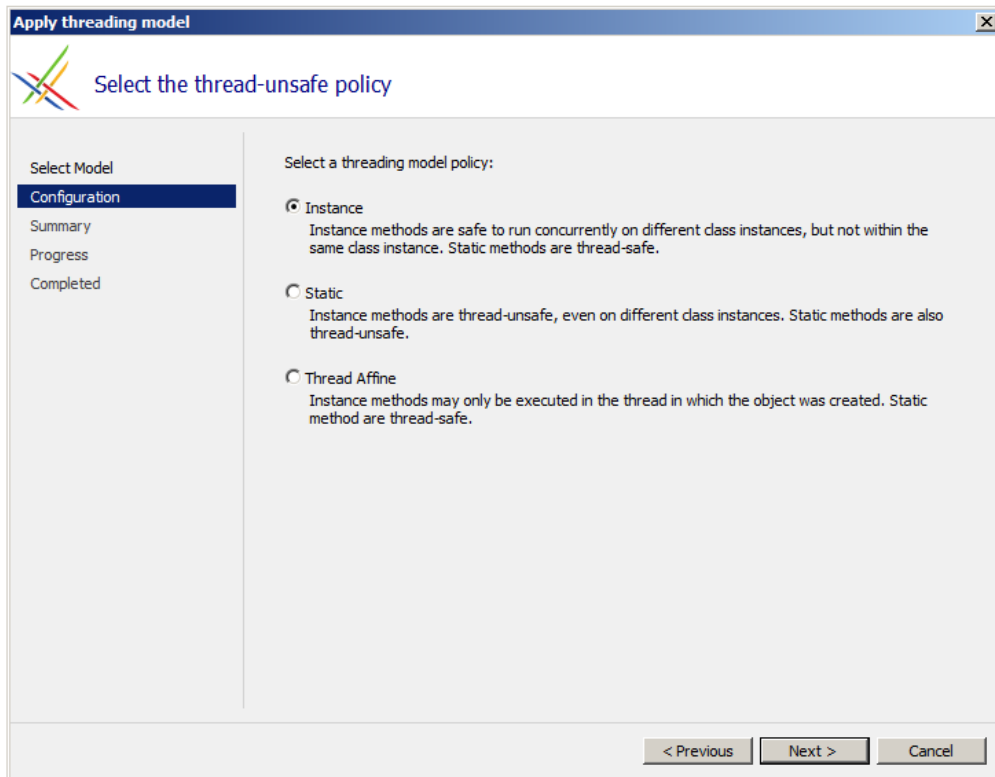 Apply threading model
Select the thread-unsafe policy
Select Model
Configuration
Summary
Progress
Completed
Select a threading model policy:
Instance
Instance methods are safe to run concurrently on different class instances, but not within the
same class instance. Static methods are thread-safe.
Static
Instance methods are thread-unsafe, even on different class instances. Static methods are also
thread-unsafe.
Thread Affine
Instance methods may only be executed in the thread in which the object was created. Static
method are thread-safe.
< Previous
Next >
Cancel